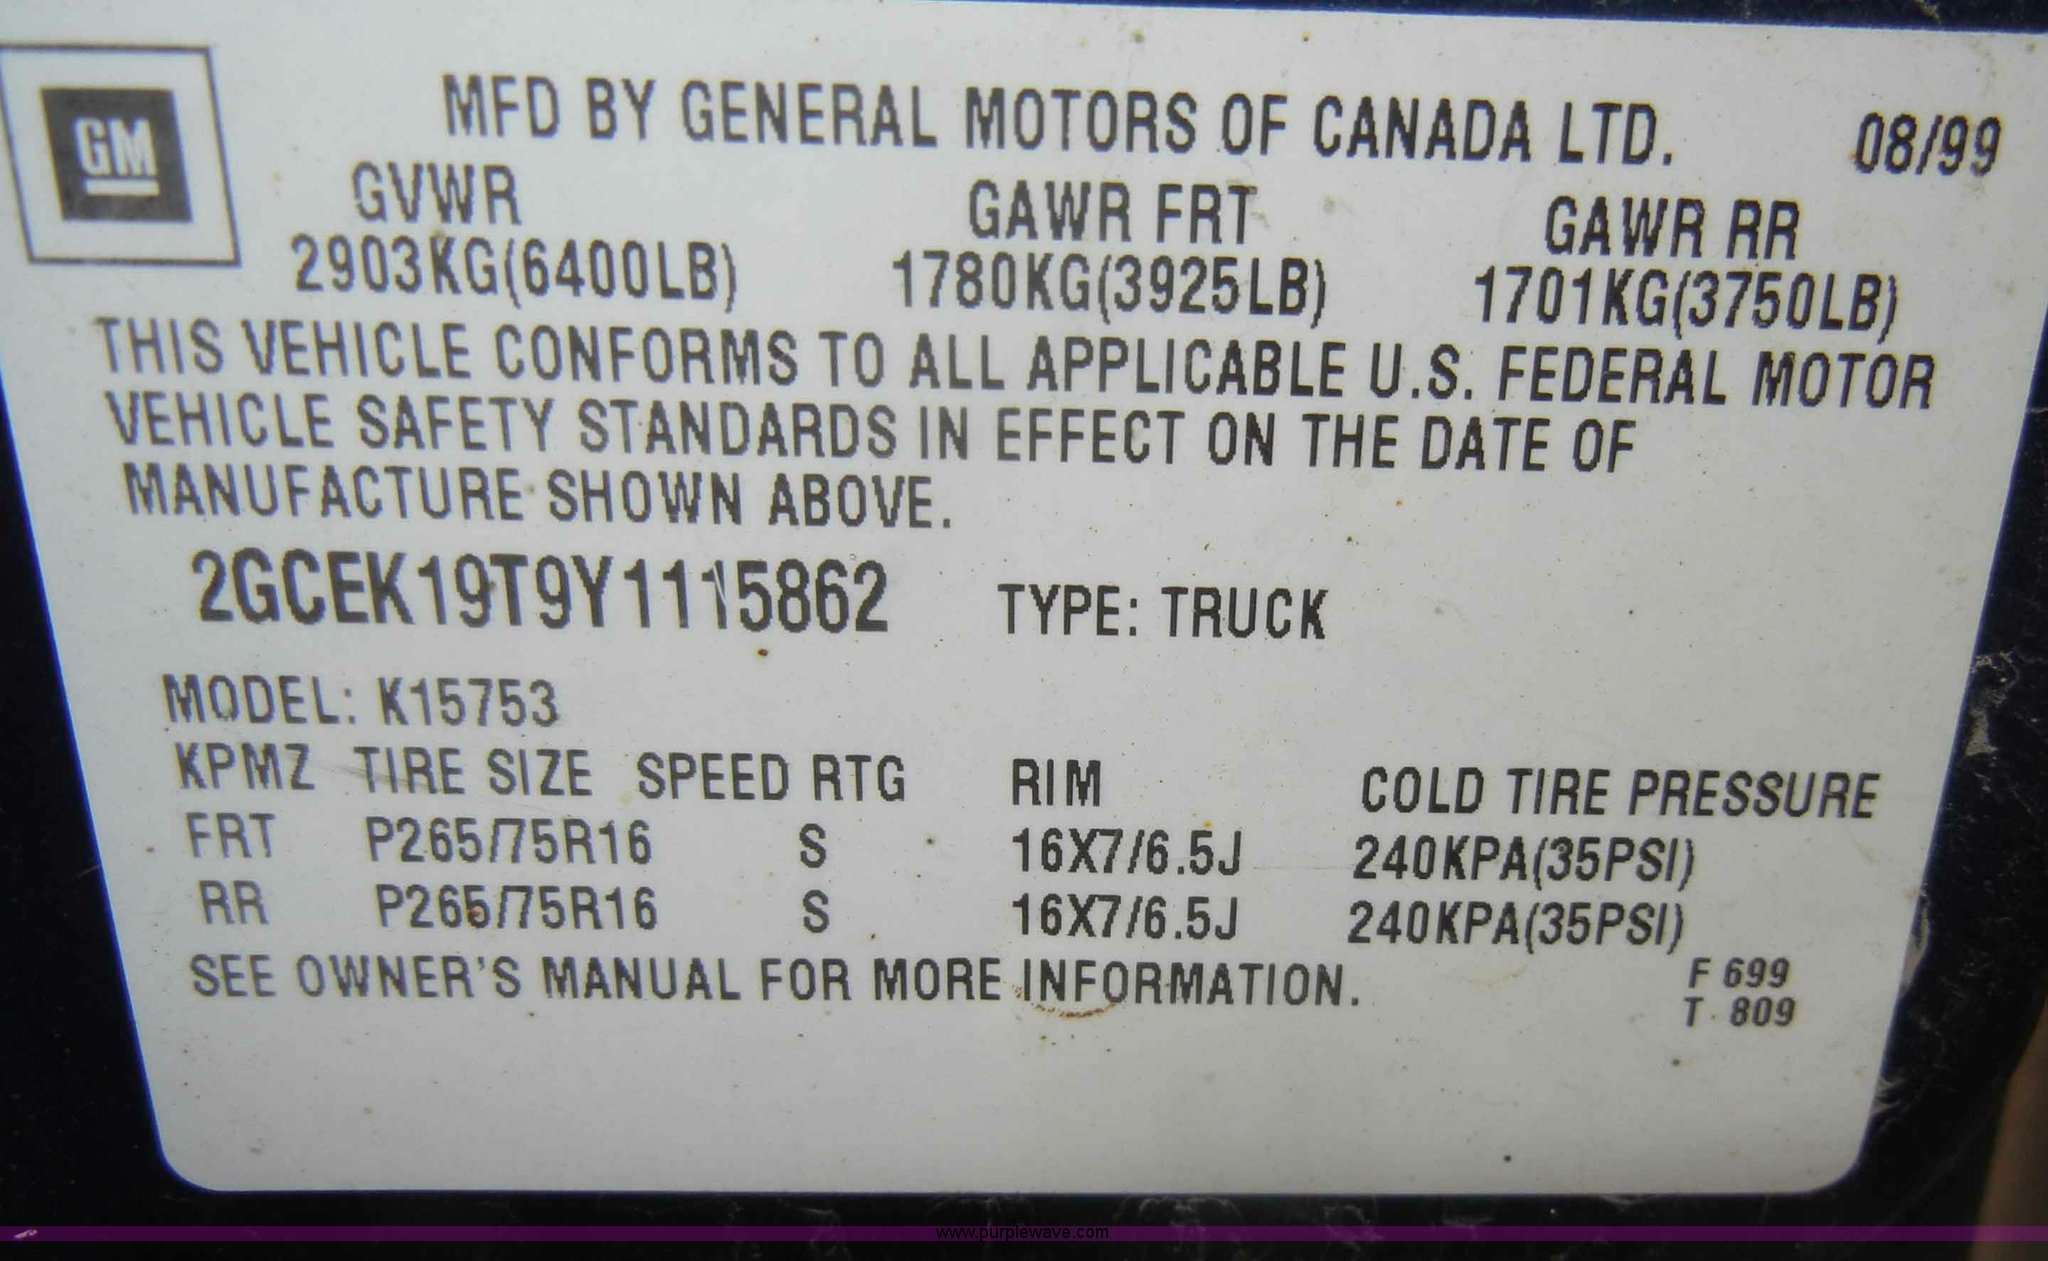 GM
MFD BY GENERAL MOTORS OF CANADA LTD. 08/99
GVWR GAWR FRT GAWR RR
2903KG(6400LB) 1780KG(3925LB) 1701KG(3750LB)
THIS VEHICLE CONFORMS TO ALL APPLICABLE U.S. FEDERAL MOTOR
VEHICLE SAFETY STANDARDS IN EFFECT ON THE DATE OF
MANUFACTURE SHOWN ABOVE.
2GCEK19T9Y1115862 TYPE: TRUCK
MODEL: K15753
KPMZ TIRE SIZE SPEED RTG RIM COLD TIRE PRESSURE
FRT P265/75R16 S 16X7/6.5J 240KPA(35PSI)
RR P265/75R16 S 16X7/6.5J 240KPA(35PSI)
SEE OWNER'S MANUAL FOR MORE INFORMATION.
F 699
T 809
www.purplewave.com